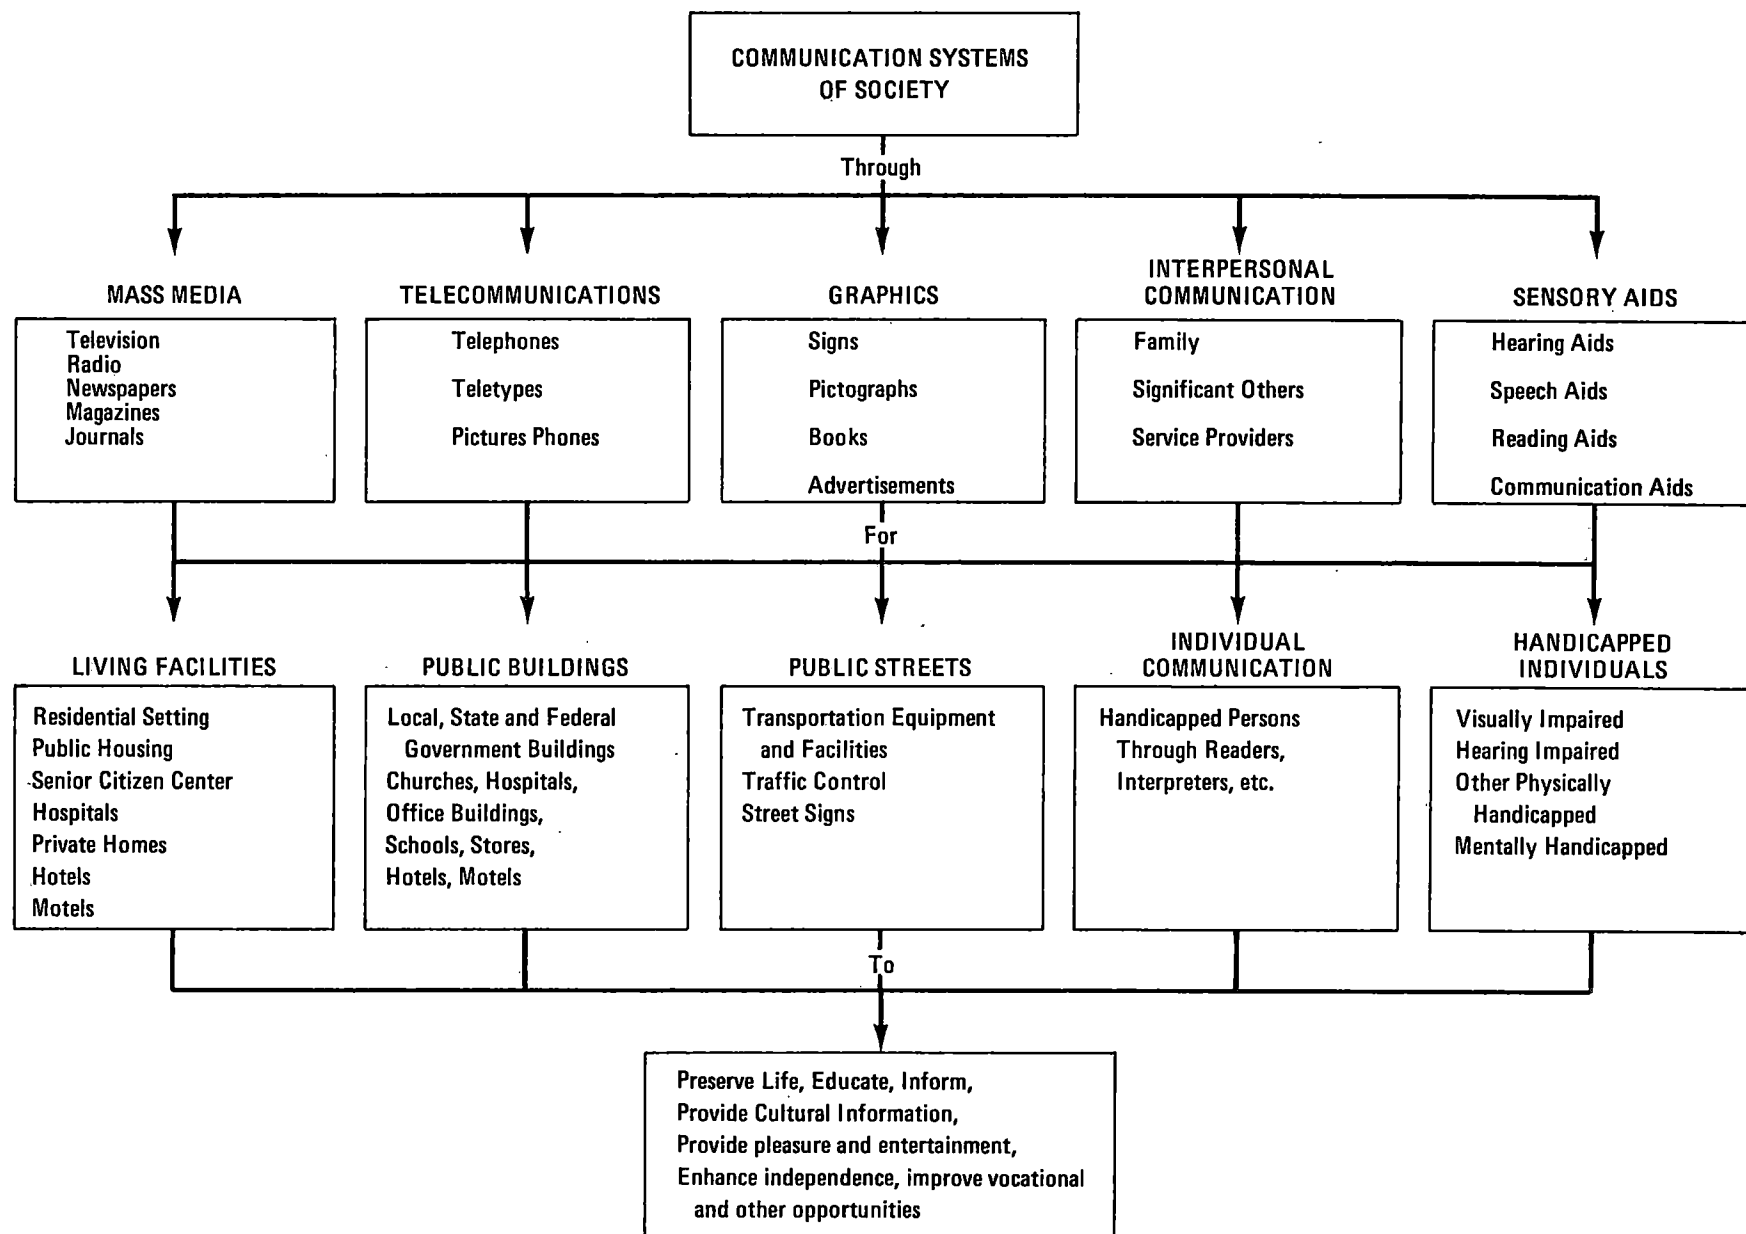 COMMUNICATION SYSTEMS
OF SOCIETY
Through
MASS MEDIA
Television
Radio
Newspapers
Magazines
Journals
TELECOMMUNICATIONS
Telephones
Teletypes
Pictures Phones
GRAPHICS
Signs
Pictographs
Books
Advertisements
INTERPERSONAL
COMMUNICATION
Family
Significant Others
Service Providers
SENSORY AIDS
Hearing Aids
Speech Aids
Reading Aids
Communication Aids
For
LIVING FACILITIES
Residential Setting
Public Housing
Senior Citizen Center
Hospitals
Private Homes
Hotels
Motels
PUBLIC BUILDINGS
Local, State and Federal
Government Buildings
Churches, Hospitals,
Office Buildings,
Schools, Stores,
Hotels, Motels
PUBLIC STREETS
Transportation Equipment
and Facilities
Traffic Control
Street Signs
INDIVIDUAL
COMMUNICATION
Handicapped Persons
Through Readers,
Interpreters, etc.
HANDICAPPED
INDIVIDUALS
Visually Impaired
Hearing Impaired
Other Physically
Handicapped
Mentally Handicapped
To
Preserve Life, Educate, Inform,
Provide Cultural Information,
Provide pleasure and entertainment,
Enhance independence, improve vocational
and other opportunities